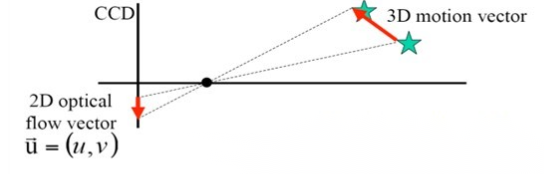 CCD
3D motion vector
2D optical
flow vector
u⃗ = (u,v)